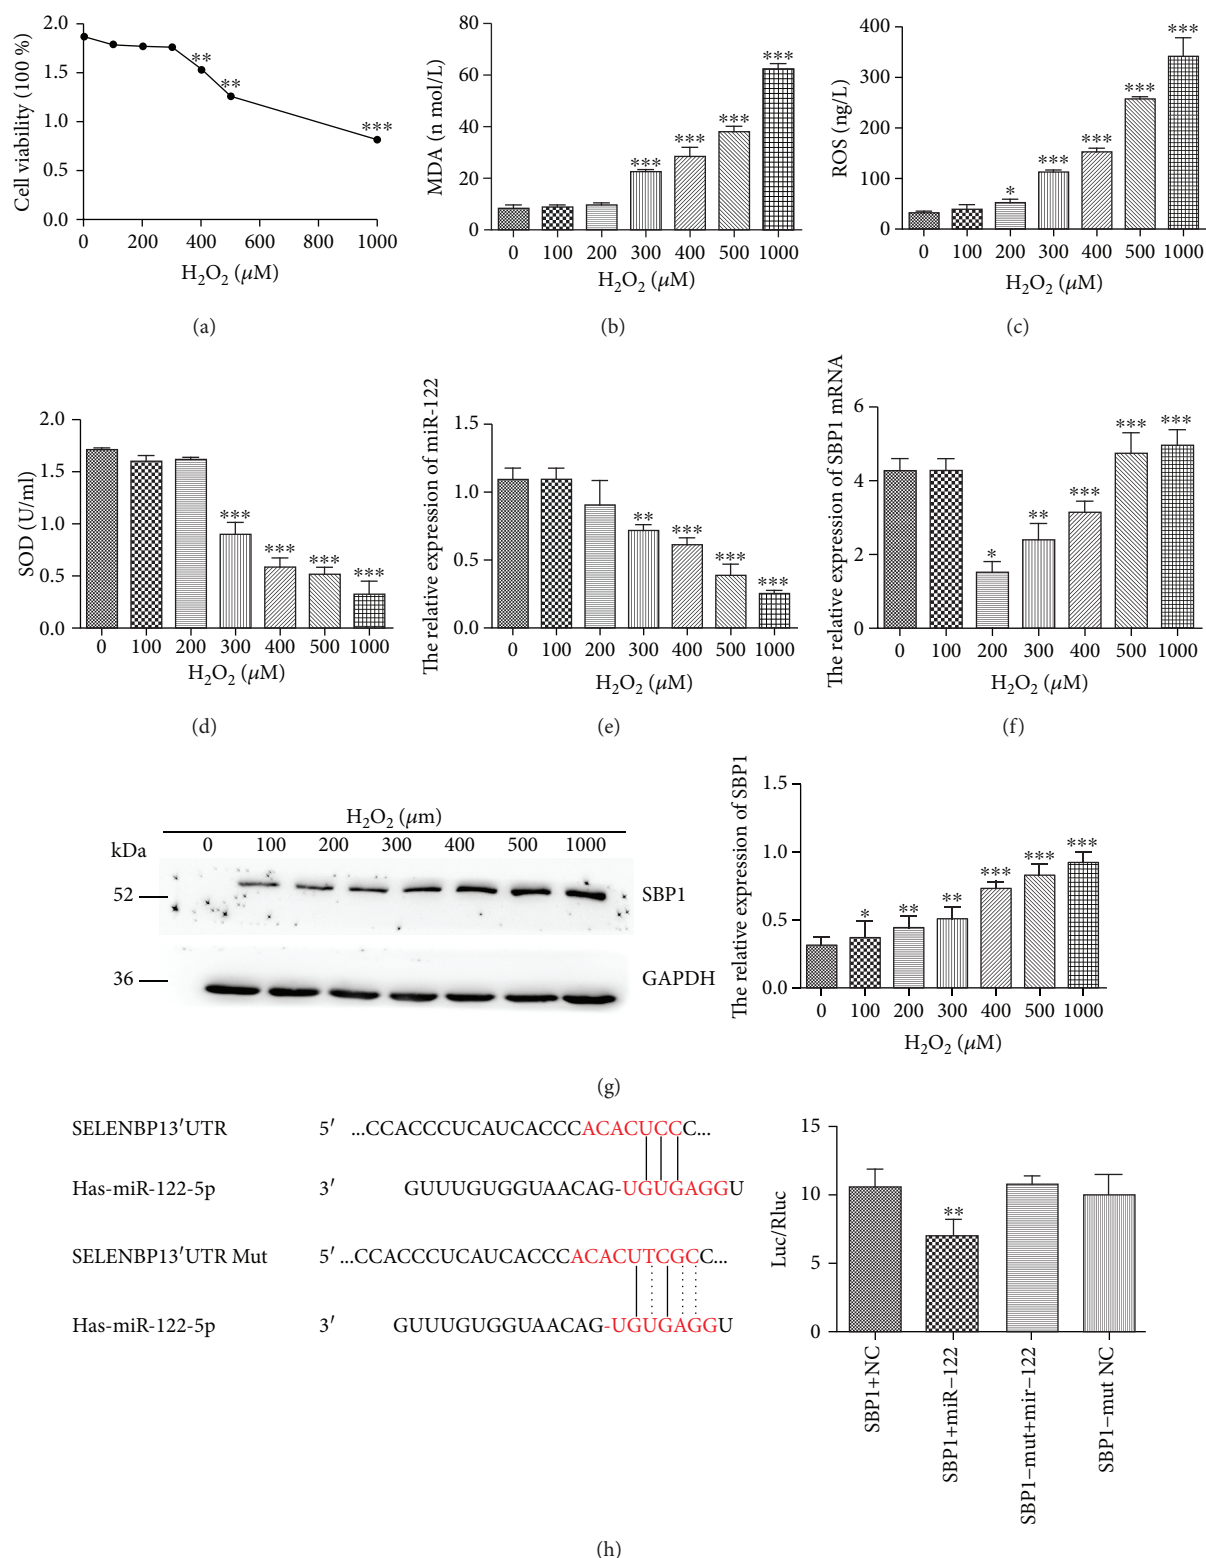 Cell viability (100 %)
2.0
1.5
1.0
0.5
0.0
**
**
***
0 200 400 600 800 1000
H₂O₂ (μM)
(a)
MDA (n mol/L)
80
60
40
20
0
***
***
***
***
0 100 200 300 400 500 1000
H₂O₂ (μM)
(b)
ROS (ng/L)
400
300
200
100
0
*
***
***
***
***
0 100 200 300 400 500 1000
H₂O₂ (μM)
(c)
SOD (U/ml)
2.0
1.5
1.0
0.5
0.0
***
***
***
***
0 100 200 300 400 500 1000
H₂O₂ (μM)
(d)
The relative expression of miR-122
1.5
1.0
0.5
0.0
**
***
***
***
0 100 200 300 400 500 1000
H₂O₂ (μM)
(e)
The relative expression of SBP1 mRNA
6
4
2
0
*
**
***
***
***
0 100 200 300 400 500 1000
H₂O₂ (μM)
(f)
H₂O₂ (μm)
kDa
0 100 200 300 400 500 1000
52
SBP1
36
GAPDH
The relative expression of SBP1
1.5
1.0
0.5
0.0
*
**
**
***
***
***
0 100 200 300 400 500 1000
H₂O₂ (μM)
(g)
SELENBP13′UTR 5′ ...CCACCCUCAUCACCCACACUCCC...
Has-miR-122-5p 3′ GUUUGUGGUAACAG-UGUGAGGU
SELENBP13′UTR Mut 5′ ...CCACCCUCAUCACCCACACUTCGCC...
Has-miR-122-5p 3′ GUUUGUGGUAACAG-UGUGAGGU
Luc/Rluc
15
10
5
0
**
SBP1+NC
SBP1+miR−122
SBP1−mut+mir−122
SBP1−mut NC
(h)